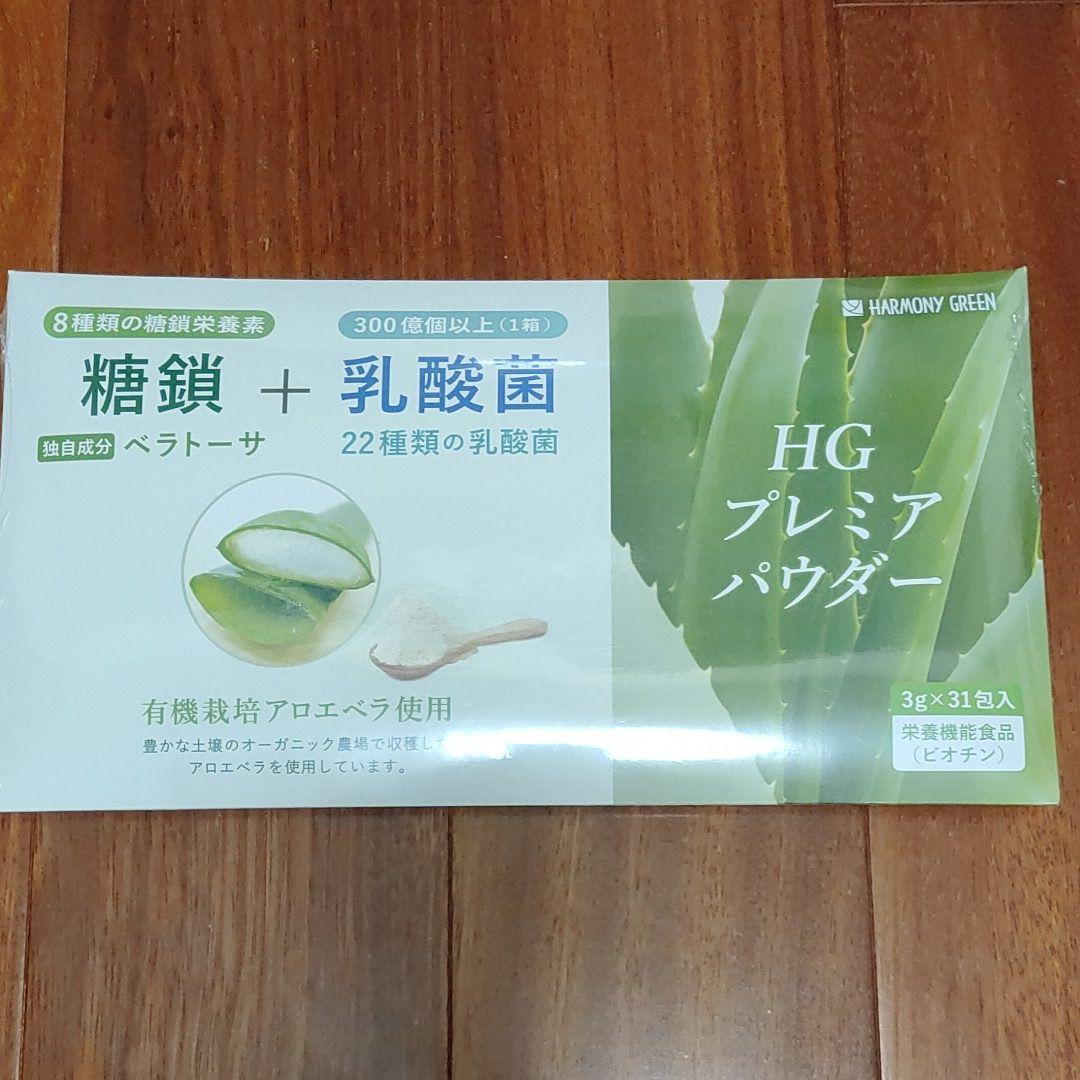 8種類の糖鎖栄養素
糖鎖
独自成分 ベラトーサ
+
300億個以上(1箱)
乳酸菌
22種類の乳酸菌
有機栽培アロエベラ使用
豊かな土壌のオーガニック農場で収穫し
アロエベラを使用しています。
HARMONY GREEN
HG
プレミア
パウダー
3g×31包入
栄養機能食品
(ビオチン)